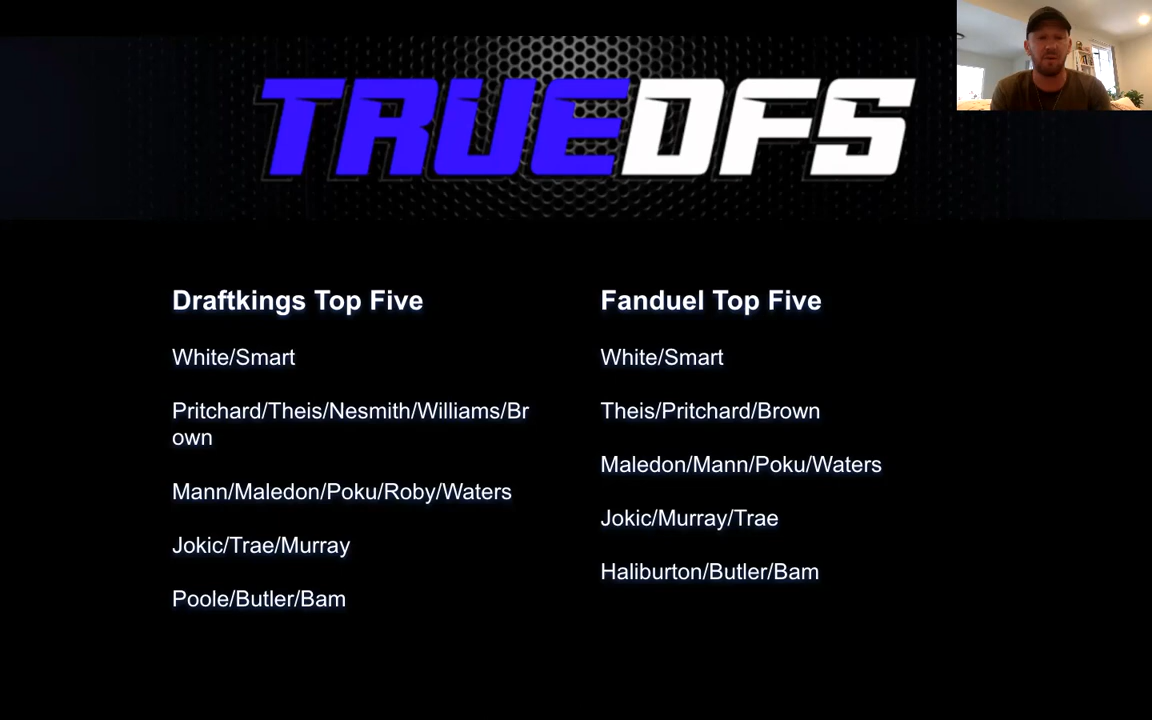 TRUEDFS
Draftkings Top Five
White/Smart
Pritchard/Theis/Nesmith/Williams/Br
own
Mann/Maledon/Poku/Roby/Waters
Jokic/Trae/Murray
Poole/Butler/Bam
Fanduel Top Five
White/Smart
Theis/Pritchard/Brown
Maledon/Mann/Poku/Waters
Jokic/Murray/Trae
Haliburton/Butler/Bam